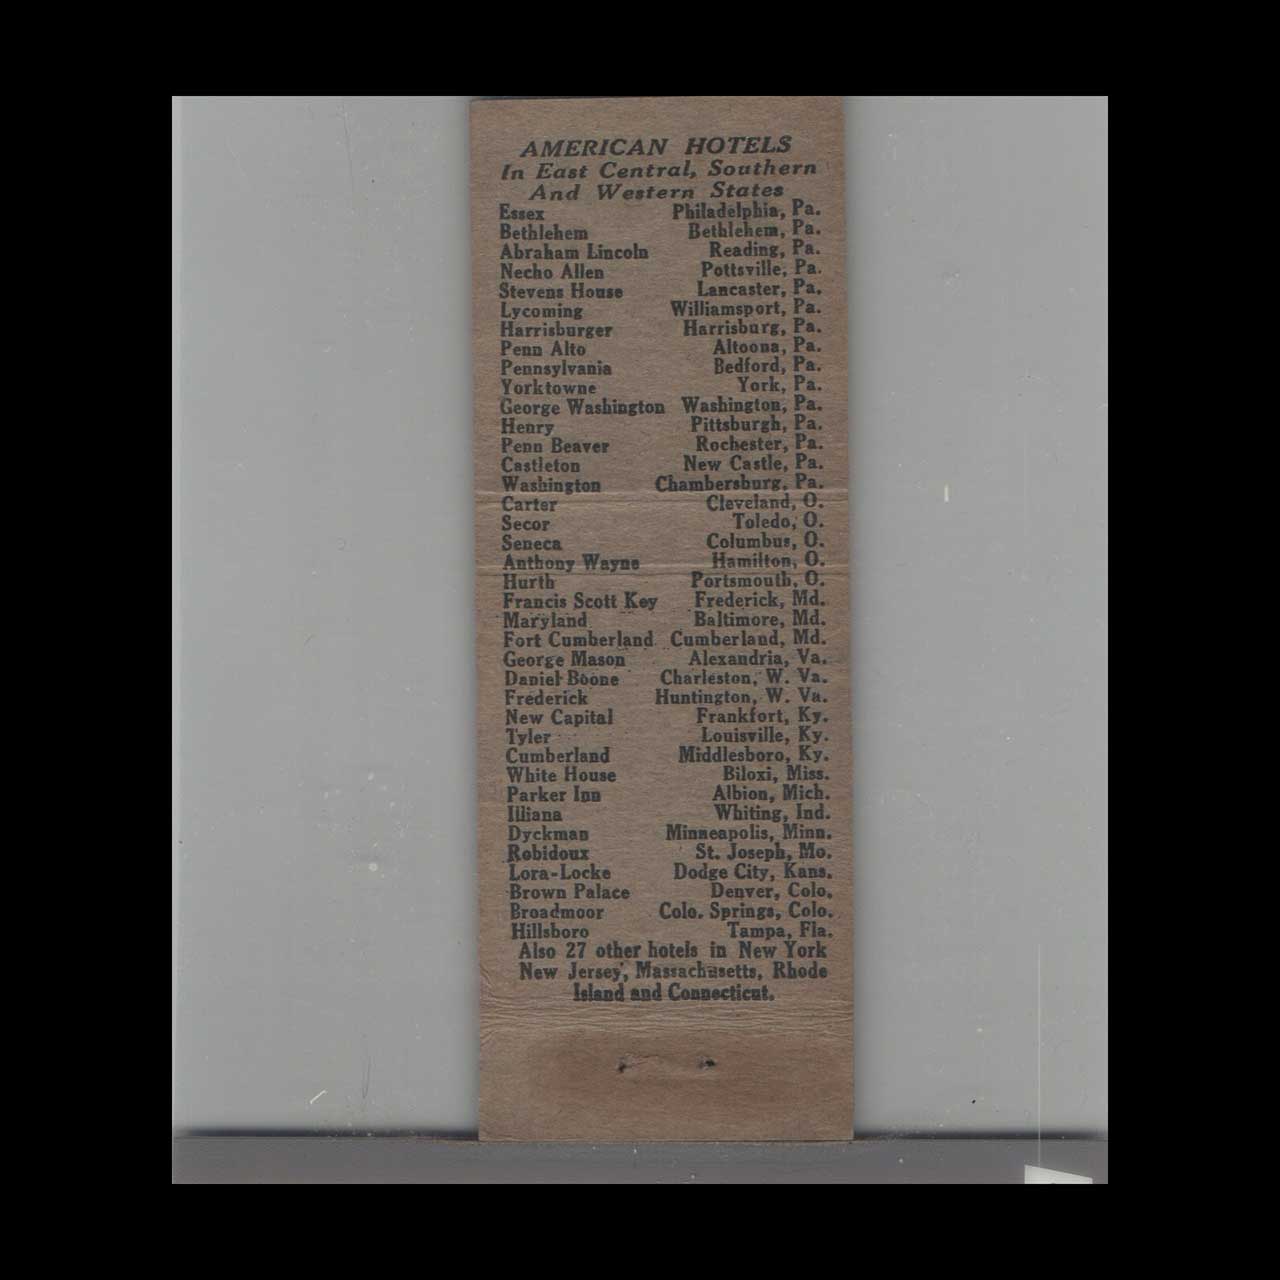 AMERICAN HOTELS
In East Central, Southern
And Western States
Essex Philadelphia, Pa.
Bethlehem Bethlehem, Pa.
Abraham Lincoln Reading, Pa.
Necho Allen Pottsville, Pa.
Stevens House Lancaster, Pa.
Lycoming Williamsport, Pa.
Harrisburger Harrisburg, Pa.
Penn Alto Altoona, Pa.
Pennsylvania Bedford, Pa.
Yorktowne York, Pa.
George Washington Washington, Pa.
Henry Pittsburgh, Pa.
Penn Beaver Rochester, Pa.
Castleton New Castle, Pa.
Washington Chambersburg, Pa.
Carter Cleveland, O.
Secor Toledo, O.
Seneca Columbus, O.
Anthony Wayne Hamilton, O.
Hurth Portsmouth, O.
Francis Scott Key Frederick, Md.
Maryland Baltimore, Md.
Fort Cumberland Cumberland, Md.
George Mason Alexandria, Va.
Daniel Boone Charleston, W. Va.
Frederick Huntington, W. Va.
New Capital Frankfort, Ky.
Tyler Louisville, Ky.
Cumberland Middlesboro, Ky.
White House Biloxi, Miss.
Parker Inn Albion, Mich.
Illiana Whiting, Ind.
Dyckman Minneapolis, Minn.
Robidoux St. Joseph, Mo.
Lora-Locke Dodge City, Kans.
Brown Palace Denver, Colo.
Broadmoor Colo. Springs, Colo.
Hillsboro Tampa, Fla.
Also 27 other hotels in New York
New Jersey, Massachusetts, Rhode
Island and Connecticut.